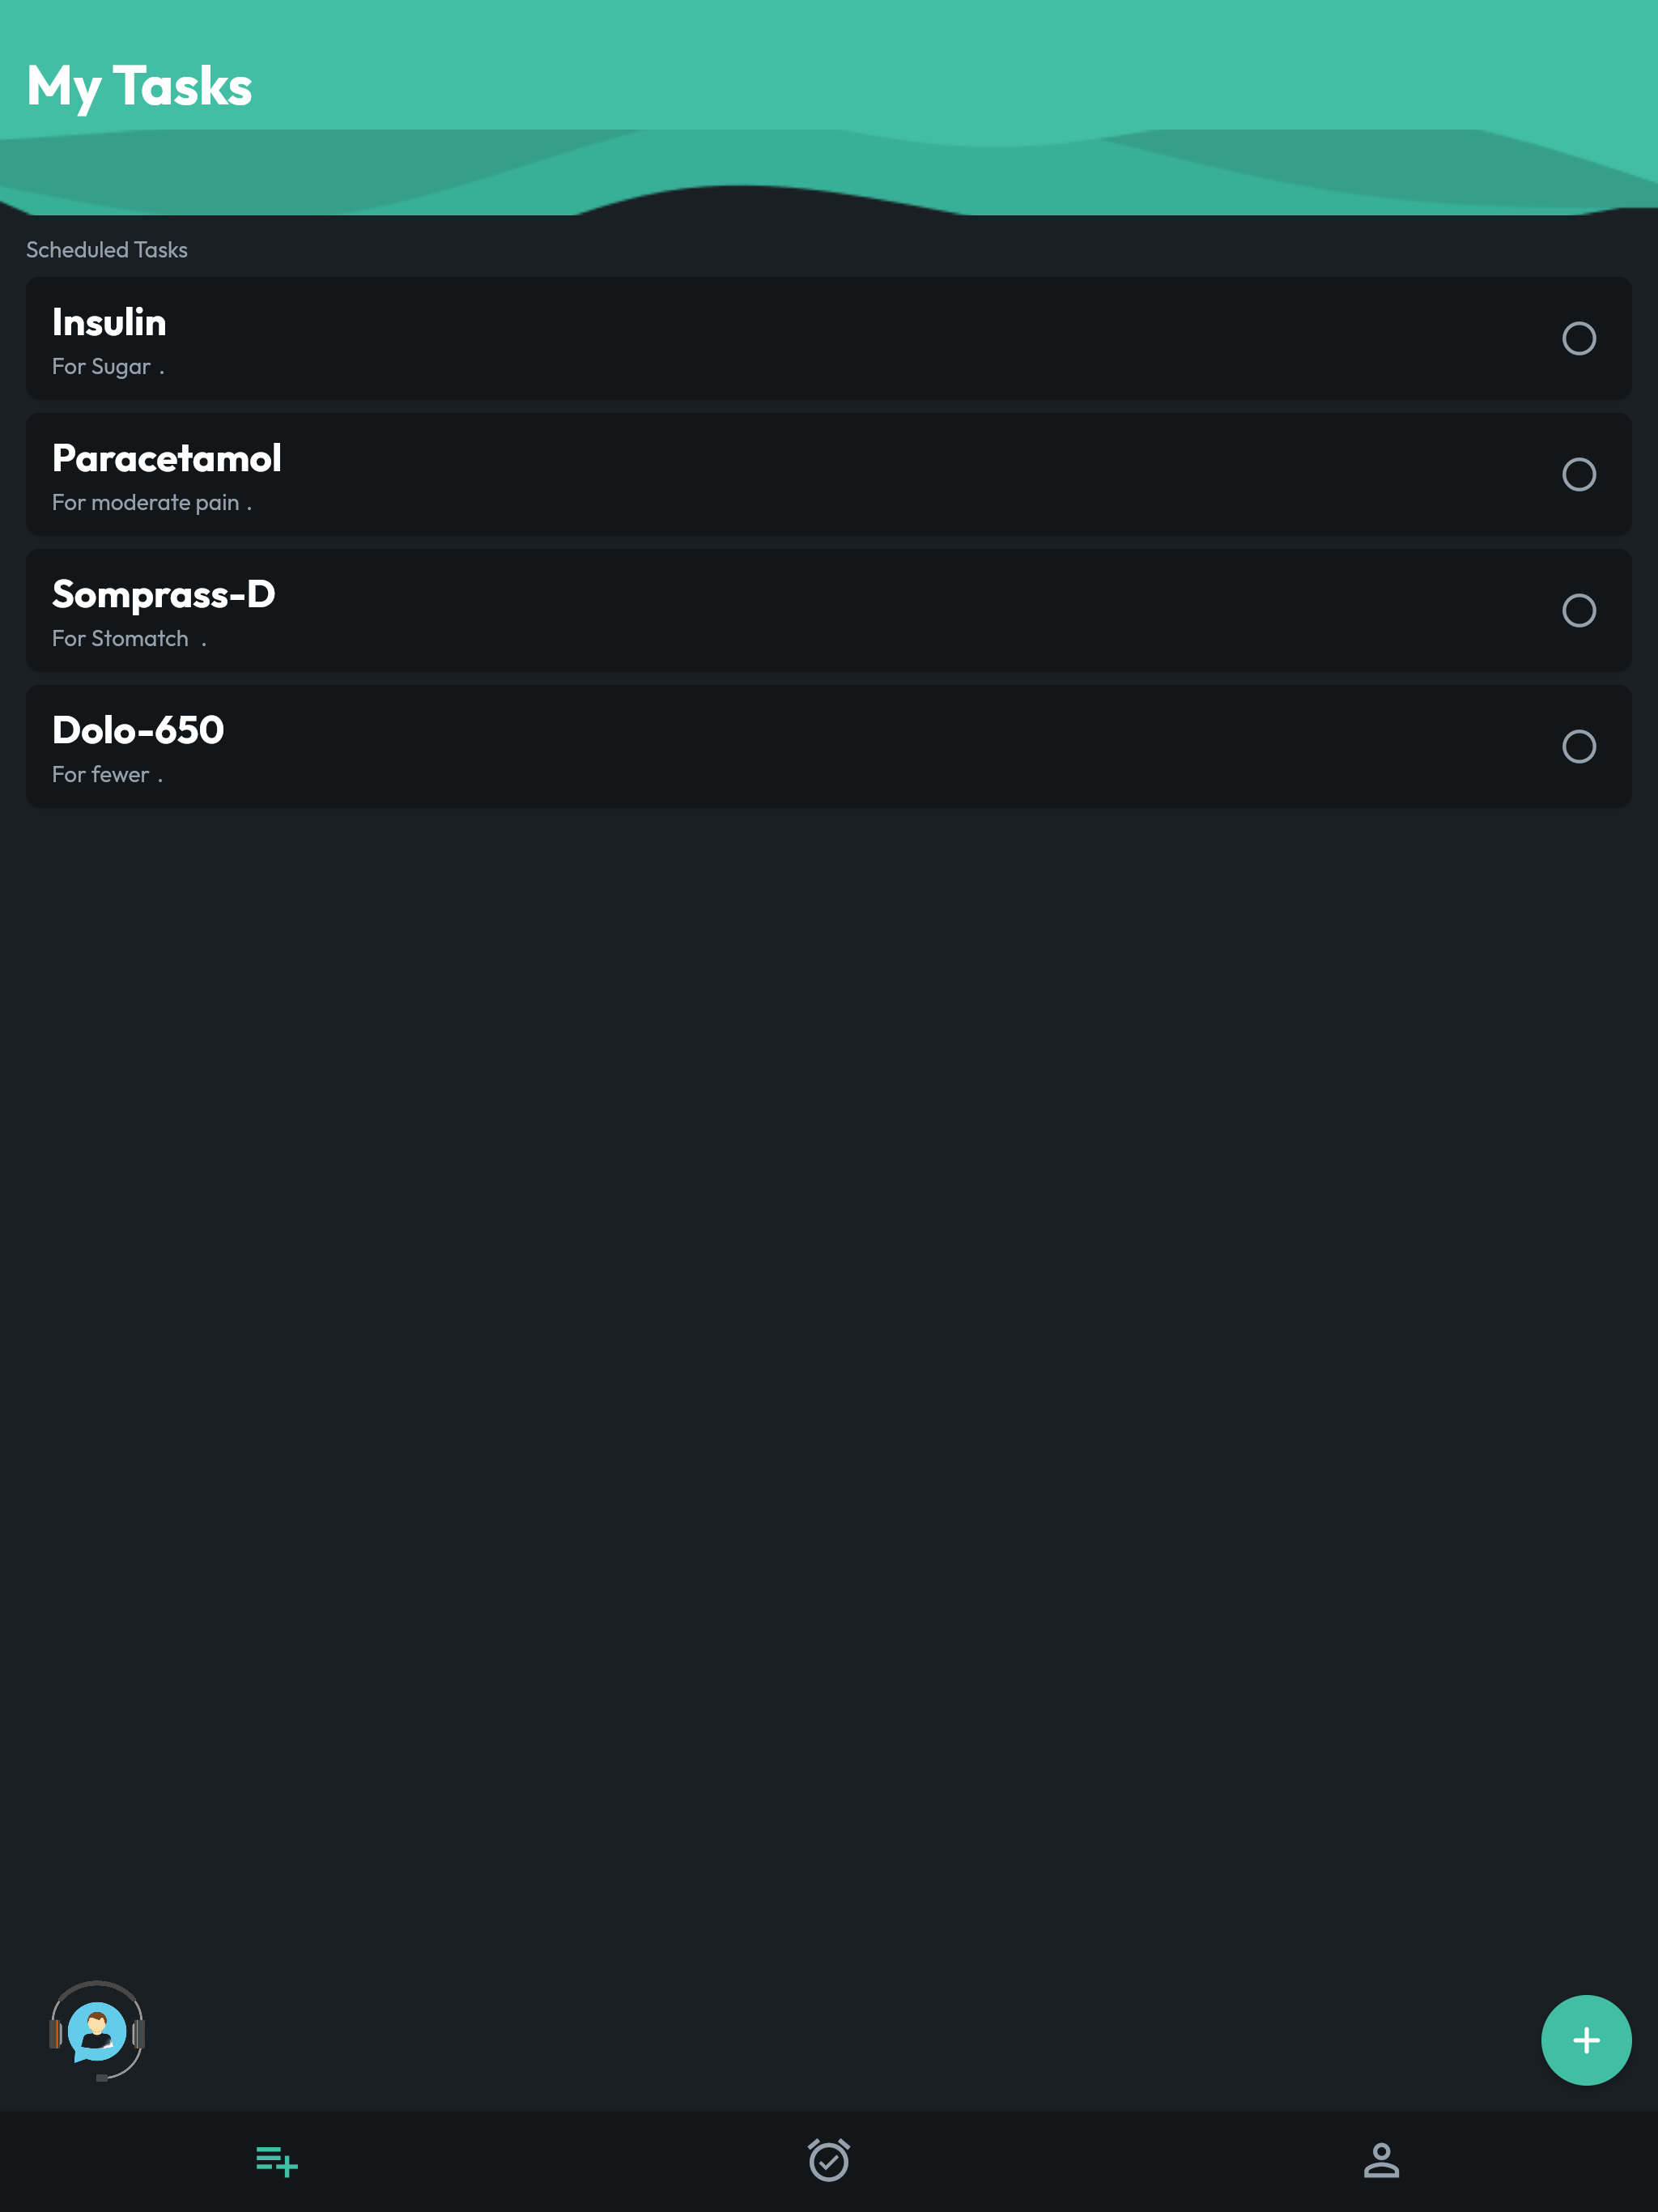 My Tasks
Scheduled Tasks
Insulin
For Sugar .
Paracetamol
For moderate pain .
Somprass-D
For Stomatch .
Dolo-650
For fewer .